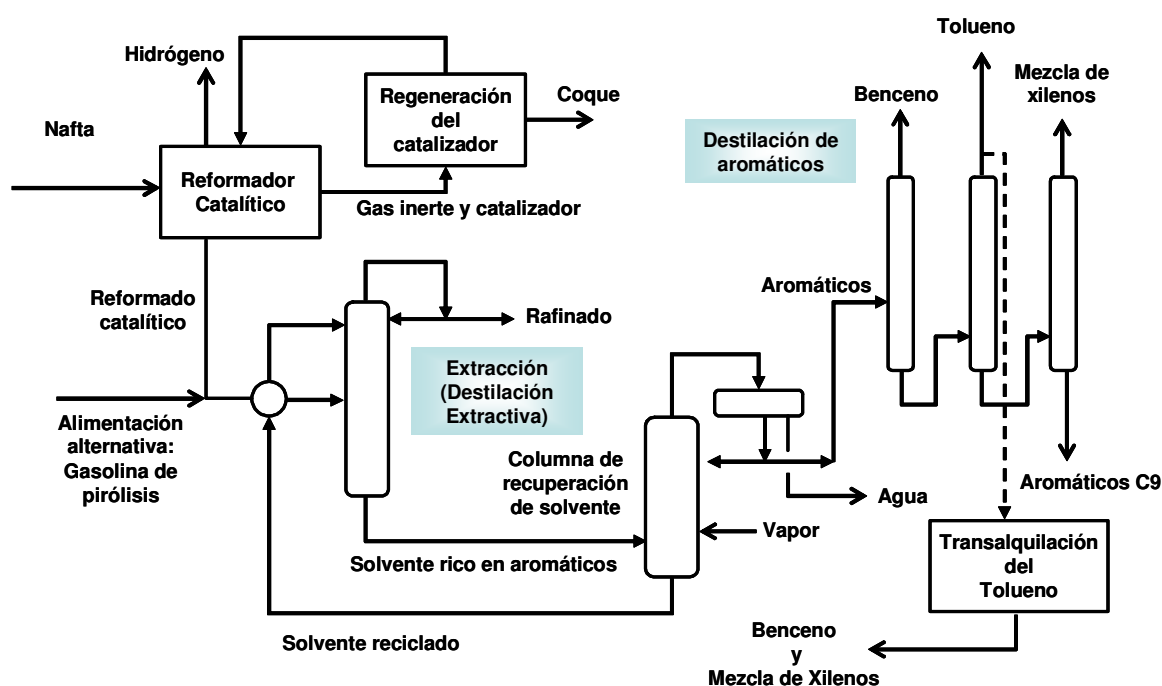 Tolueno
Hidrógeno
Mezcla de
xilenos
Regeneración
del
catalizador
Coque
Benceno
Nafta
Destilación de
aromáticos
Reformador
Catalítico
Gas inerte y catalizador
Aromáticos
Reformado
catalítico
Rafinado
Extracción
(Destilación
Extractiva)
Alimentación
alternativa:
Gasolina de
pirólisis
Columna de
recuperación
de solvente
Aromáticos C9
Agua
Vapor
Solvente rico en aromáticos
Transalquilación
del
Tolueno
Solvente reciclado
Benceno
y
Mezcla de Xilenos